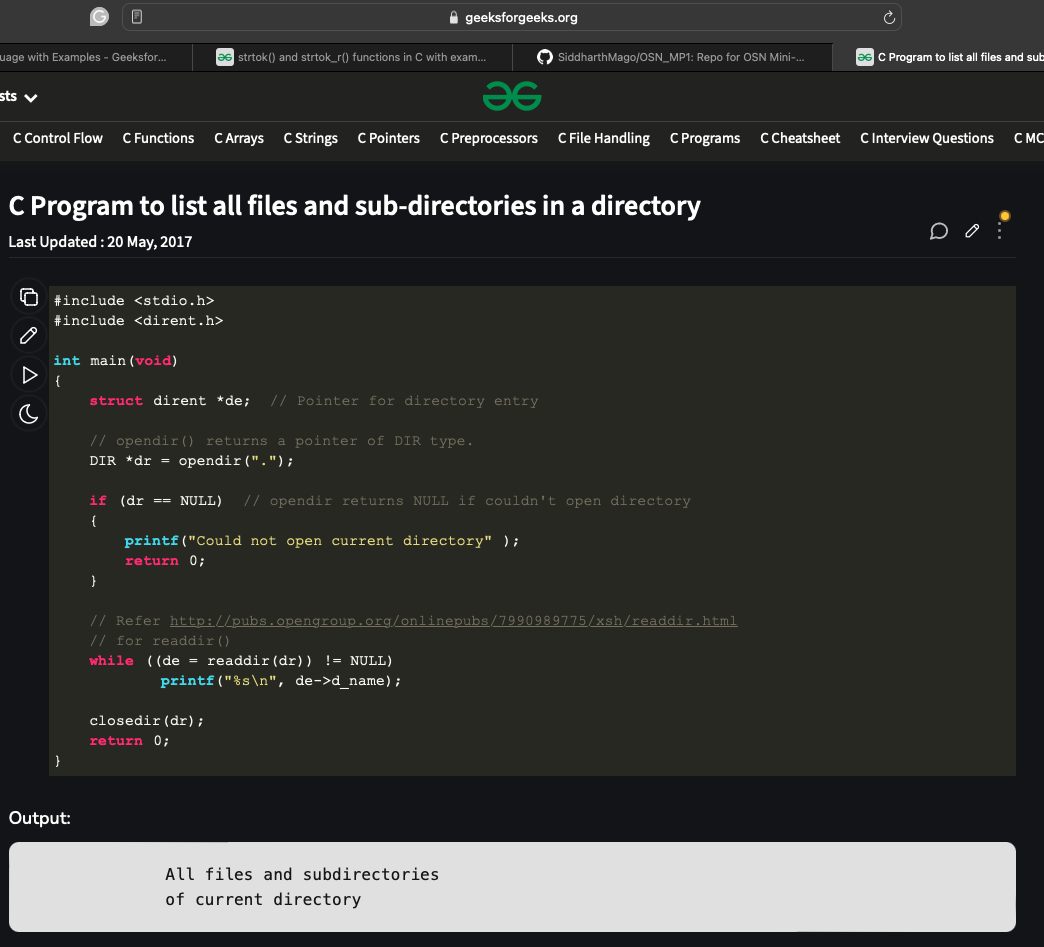 geeksforgeeks.org
uage with Examples - Geeksfor...
strtok() and strtok_r() functions in C with exam...
SiddharthMago/OSN_MP1: Repo for OSN Mini-...
C Program to list all files and sub
sts
C Control Flow C Functions C Arrays C Strings C Pointers C Preprocessors C File Handling C Programs C Cheatsheet C Interview Questions C MC
C Program to list all files and sub-directories in a directory
Last Updated : 20 May, 2017
#include <stdio.h>
#include <dirent.h>
int main(void)
{
struct dirent *de;  // Pointer for directory entry
// opendir() returns a pointer of DIR type.
DIR *dr = opendir(".");
if (dr == NULL)  // opendir returns NULL if couldn't open directory
{
printf("Could not open current directory" );
return 0;
}
// Refer http://pubs.opengroup.org/onlinepubs/7990989775/xsh/readdir.html
// for readdir()
while ((de = readdir(dr)) != NULL)
printf("%s\n", de->d_name);
closedir(dr);
return 0;
}
Output:
All files and subdirectories
of current directory